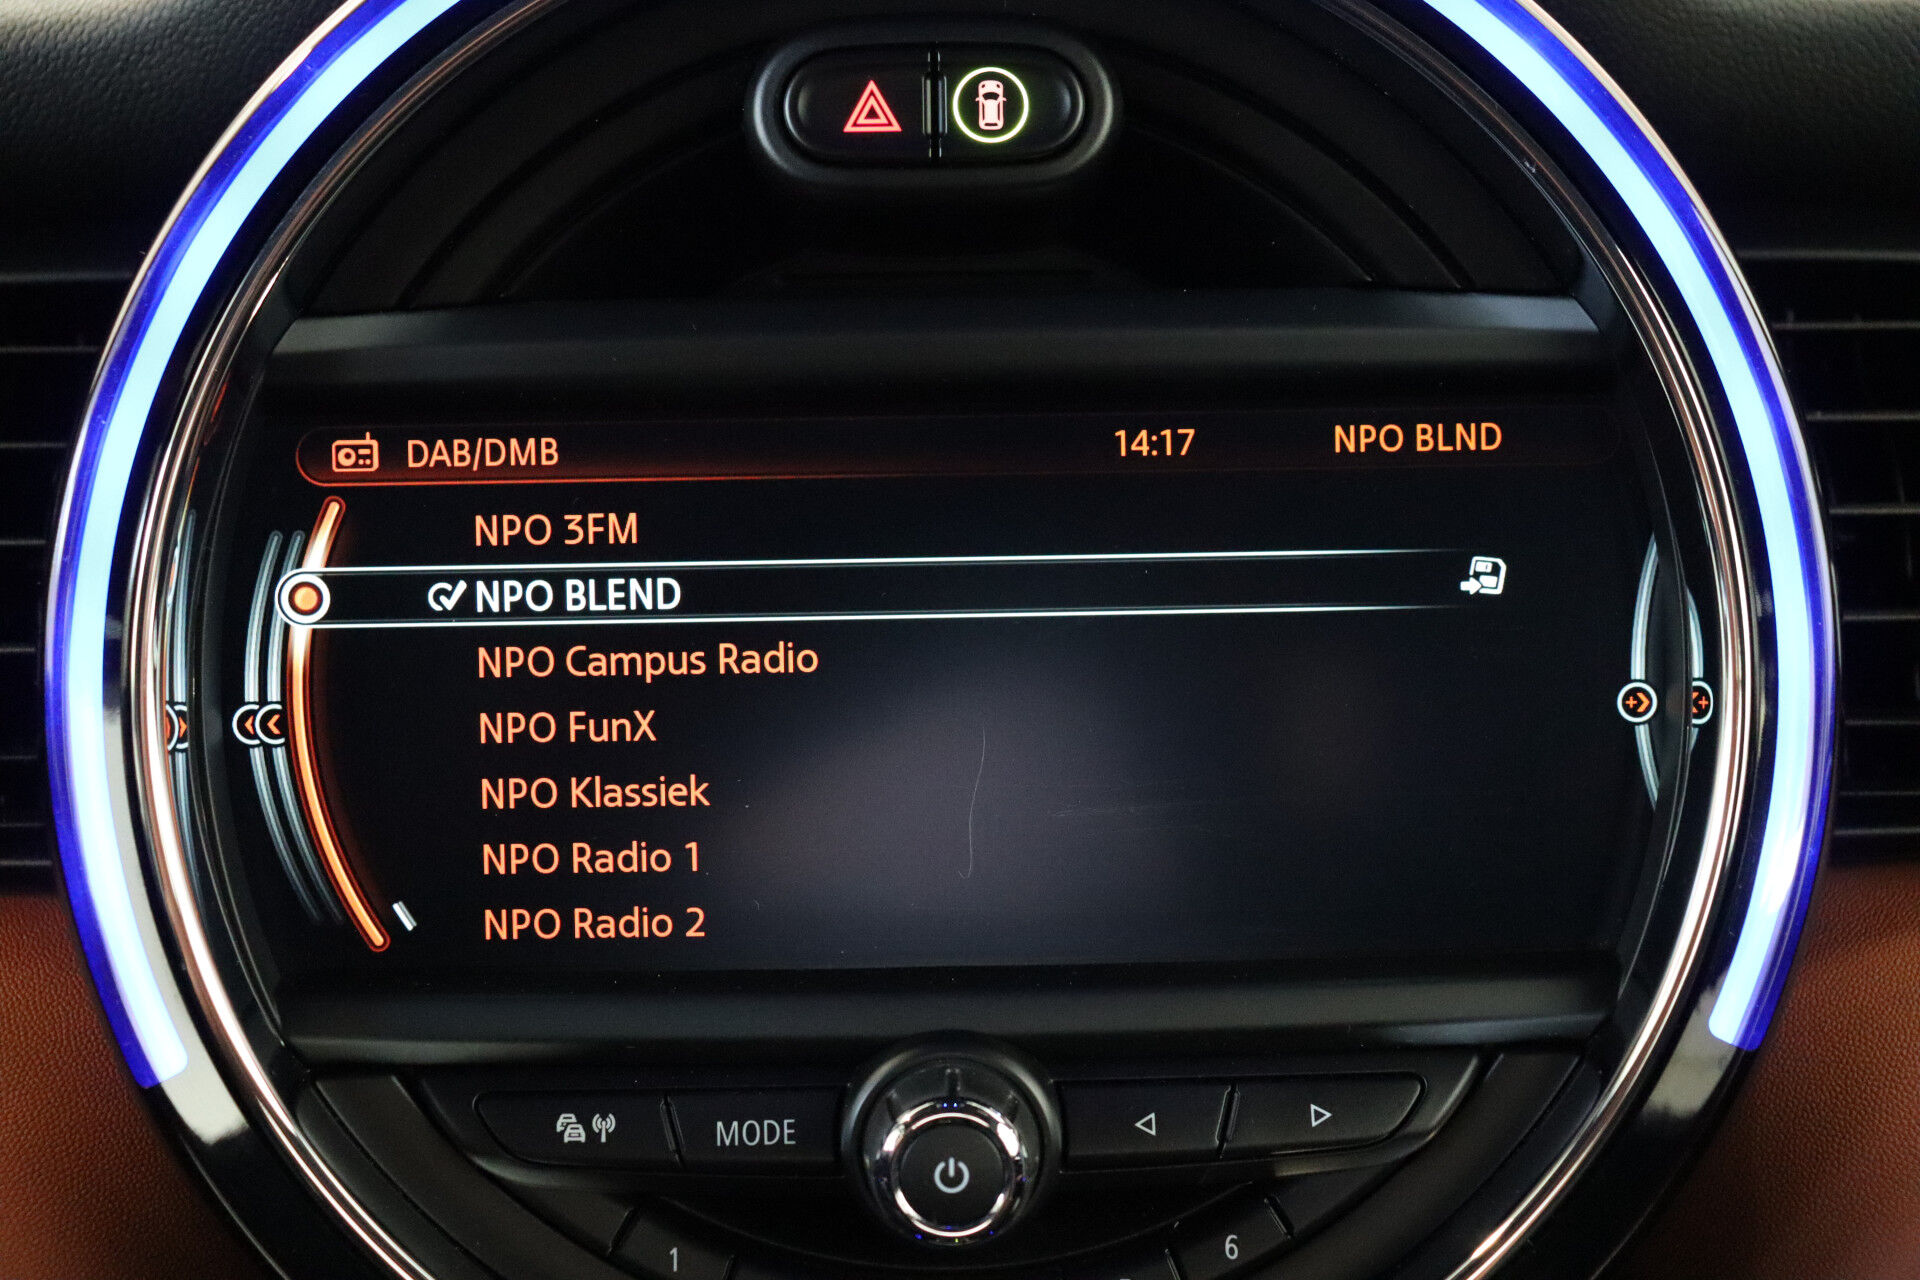 DAB/DMB 14:17 NPO BLND
NPO 3FM
NPO BLEND
NPO Campus Radio
NPO FunX
NPO Klassiek
NPO Radio 1
NPO Radio 2
MODE
1 6